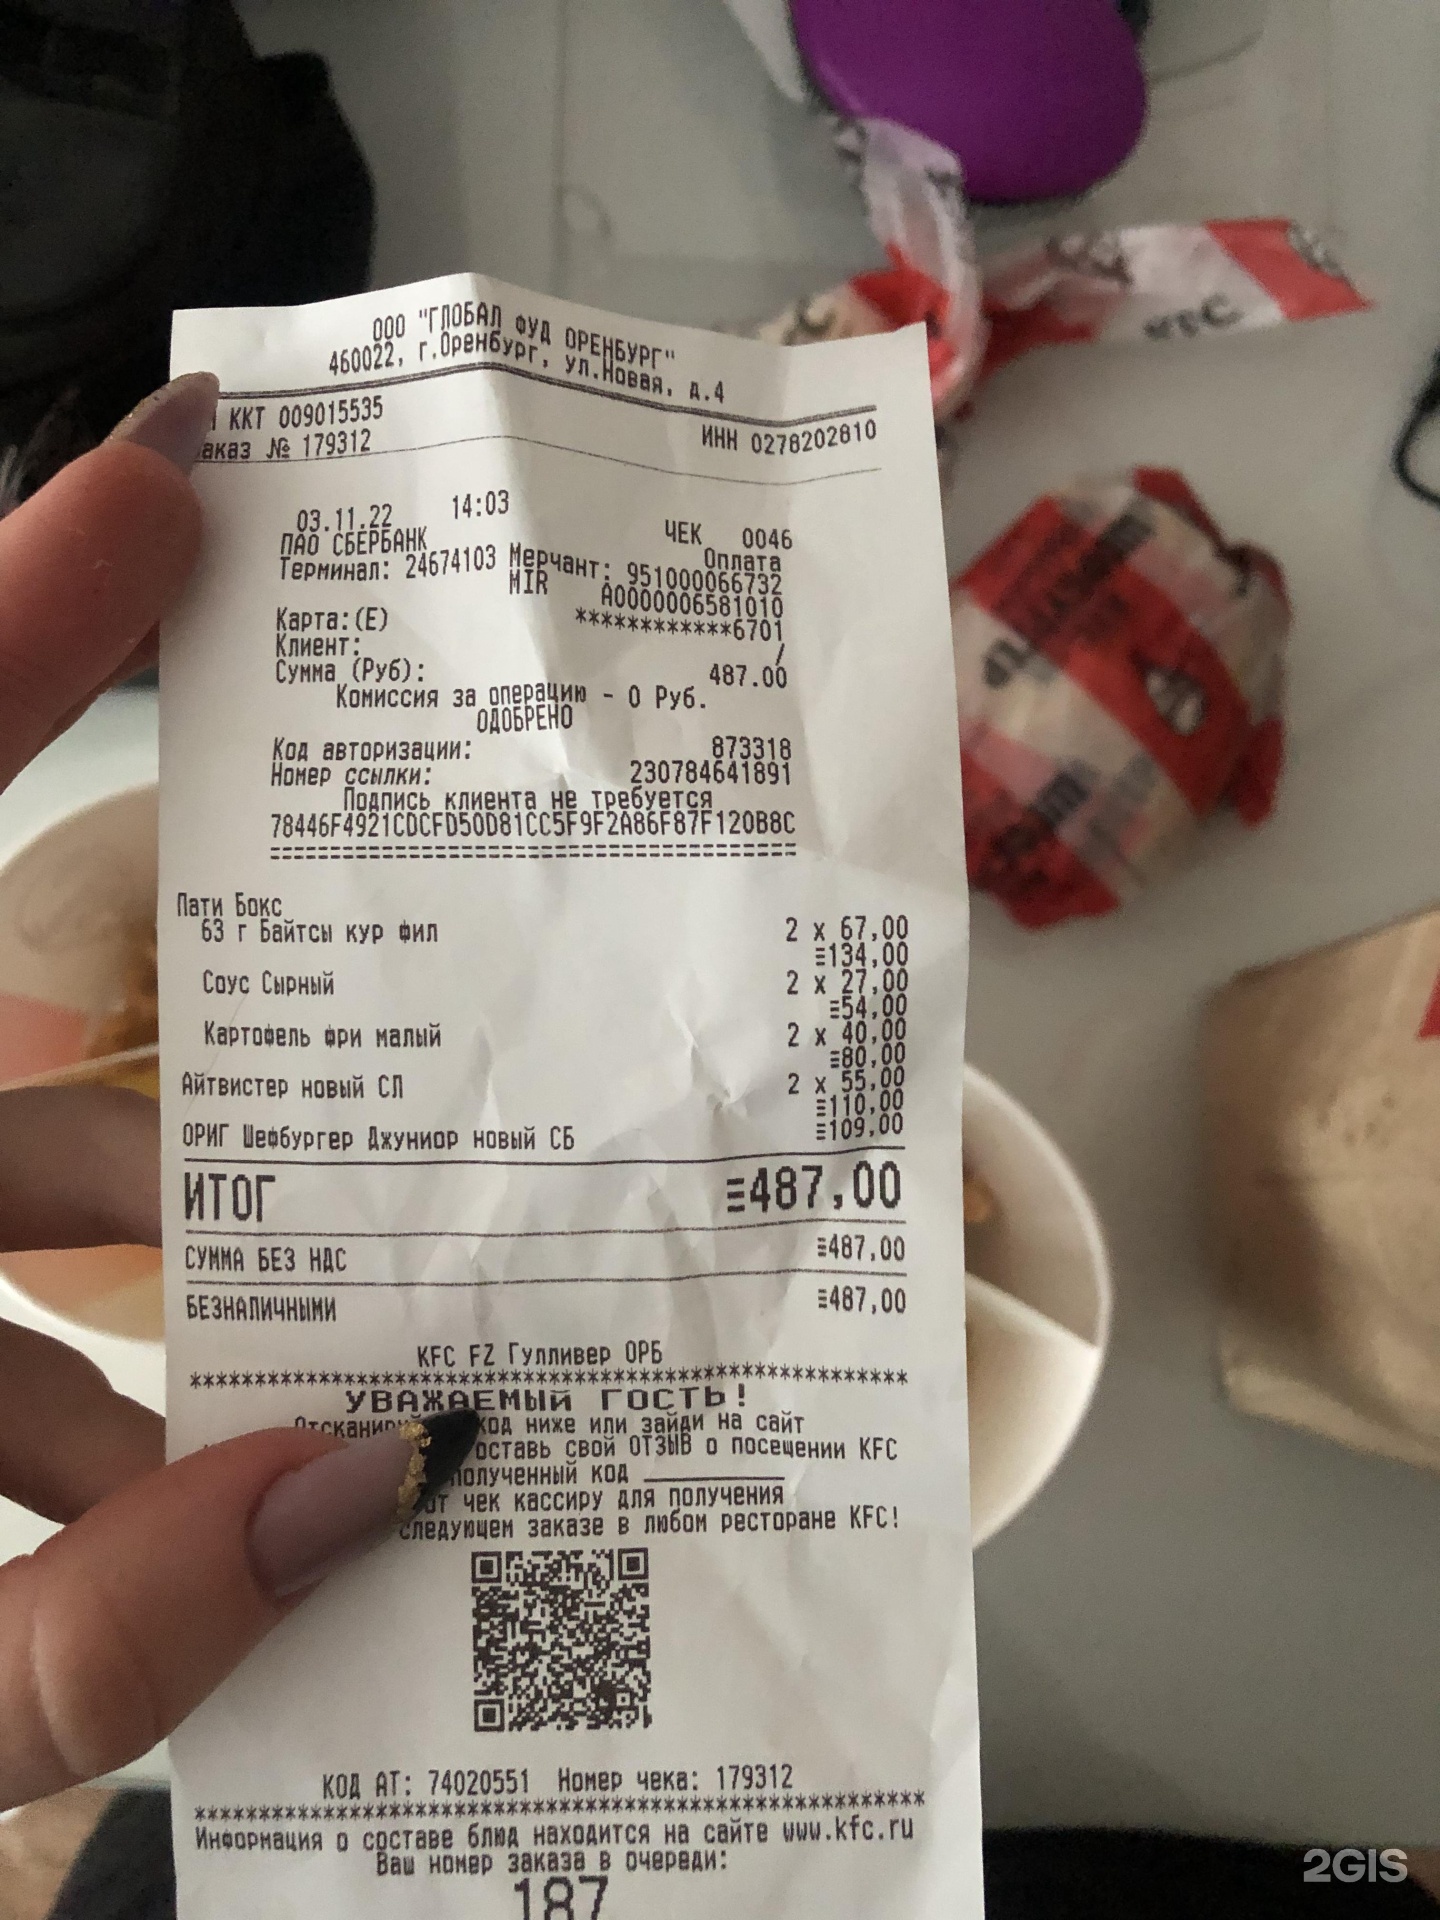 ООО "ГЛОБАЛ ФУД ОРЕНБУРГ"
460022, г.Оренбург, ул.Новая, д.4
ККТ 009015535
ИНН 0278202810
аказ № 179312
03.11.22 14:03 ЧЕК 0046
ПАО СБЕРБАНК Оплата
Терминал: 24674103 Мерчант: 951000066732
MIR A0000006581010
Карта:(E) ************6701
Клиент: /
Сумма (Руб): 487.00
Комиссия за операцию - 0 Руб.
ОДОБРЕНО
Код авторизации: 873318
Номер ссылки: 230784641891
Подпись клиента не требуется
78446F4921CDCFD50D81CC5F9F2A86F87F120B8C
========================================
Пати Бокс
63 г Байтсы кур фил 2 x 67,00
≡134,00
Соус Сырный 2 x 27,00
≡54,00
Картофель фри малый 2 x 40,00
≡80,00
Айтвистер новый СЛ 2 x 55,00
≡110,00
ОРИГ Шефбургер Джуниор новый СБ ≡109,00
ИТОГ ≡487,00
СУММА БЕЗ НДС ≡487,00
БЕЗНАЛИЧНЫМИ ≡487,00
KFC FZ Гулливер ОРБ
УВАЖАЕМЫЙ ГОСТЬ!
код ниже или зайди на сайт
оставь свой ОТЗЫВ о посещении KFC
полученный код
чек кассиру для получения
следующем заказе в любом ресторане KFC!
КОД АТ: 74020551 Номер чека: 179312
Информация о составе блюд находится на сайте www.kfc.ru
Ваш номер заказа в очереди:
187
2GIS